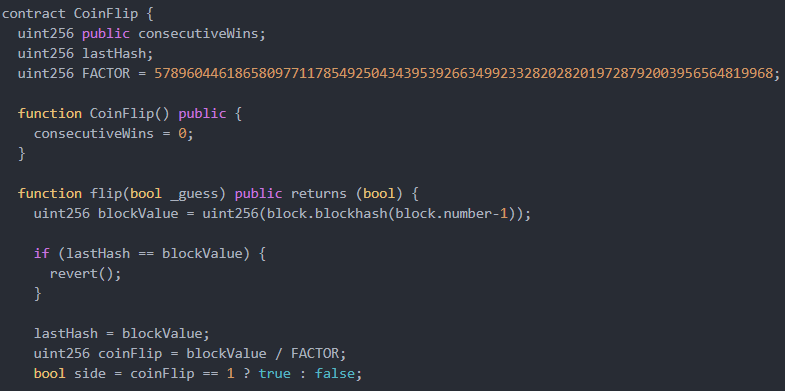 contract CoinFlip {
uint256 public consecutiveWins;
uint256 lastHash;
uint256 FACTOR = 57896044618658097711785492504343953926634992332820282019728792003956564819968;
function CoinFlip() public {
consecutiveWins = 0;
}
function flip(bool _guess) public returns (bool) {
uint256 blockValue = uint256(block.blockhash(block.number-1));
if (lastHash == blockValue) {
revert();
}
lastHash = blockValue;
uint256 coinFlip = blockValue / FACTOR;
bool side = coinFlip == 1 ? true : false;